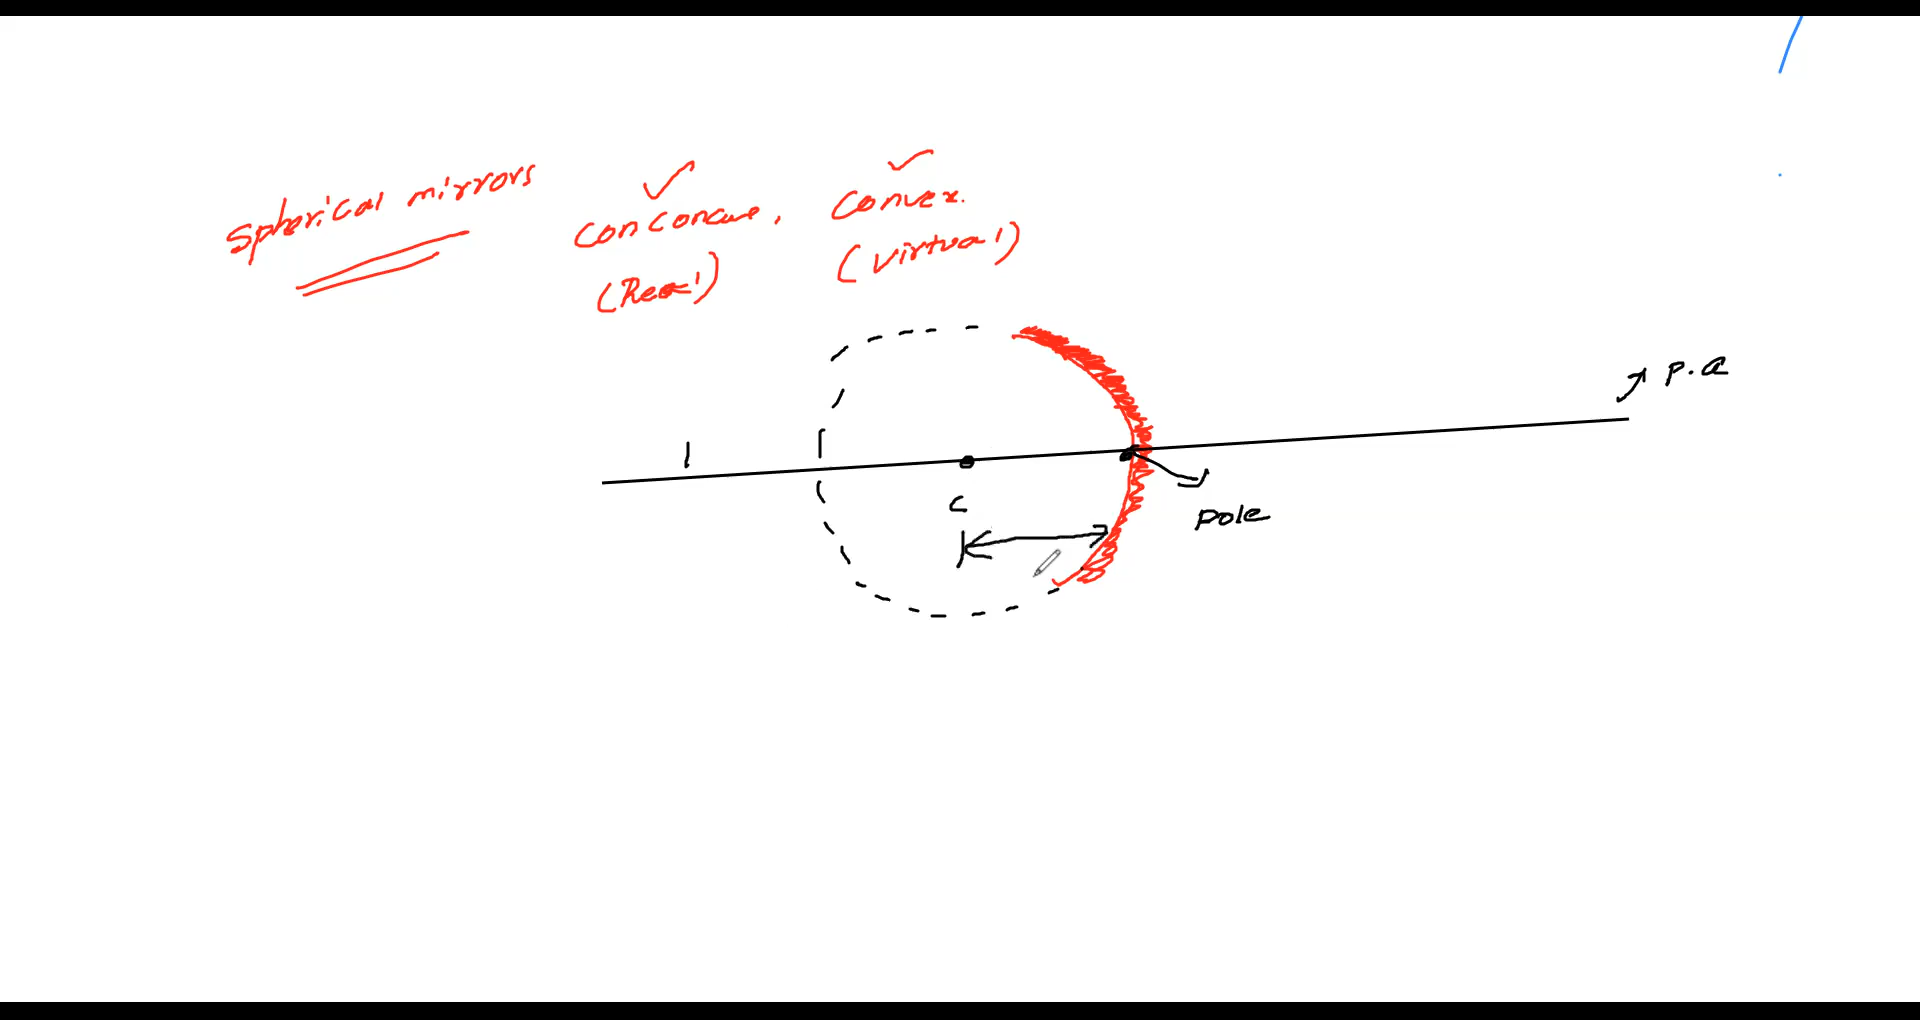 Spherical mirrors
Conconcave, Convex.
(Real) (Virtual)
P.a
C
Pole